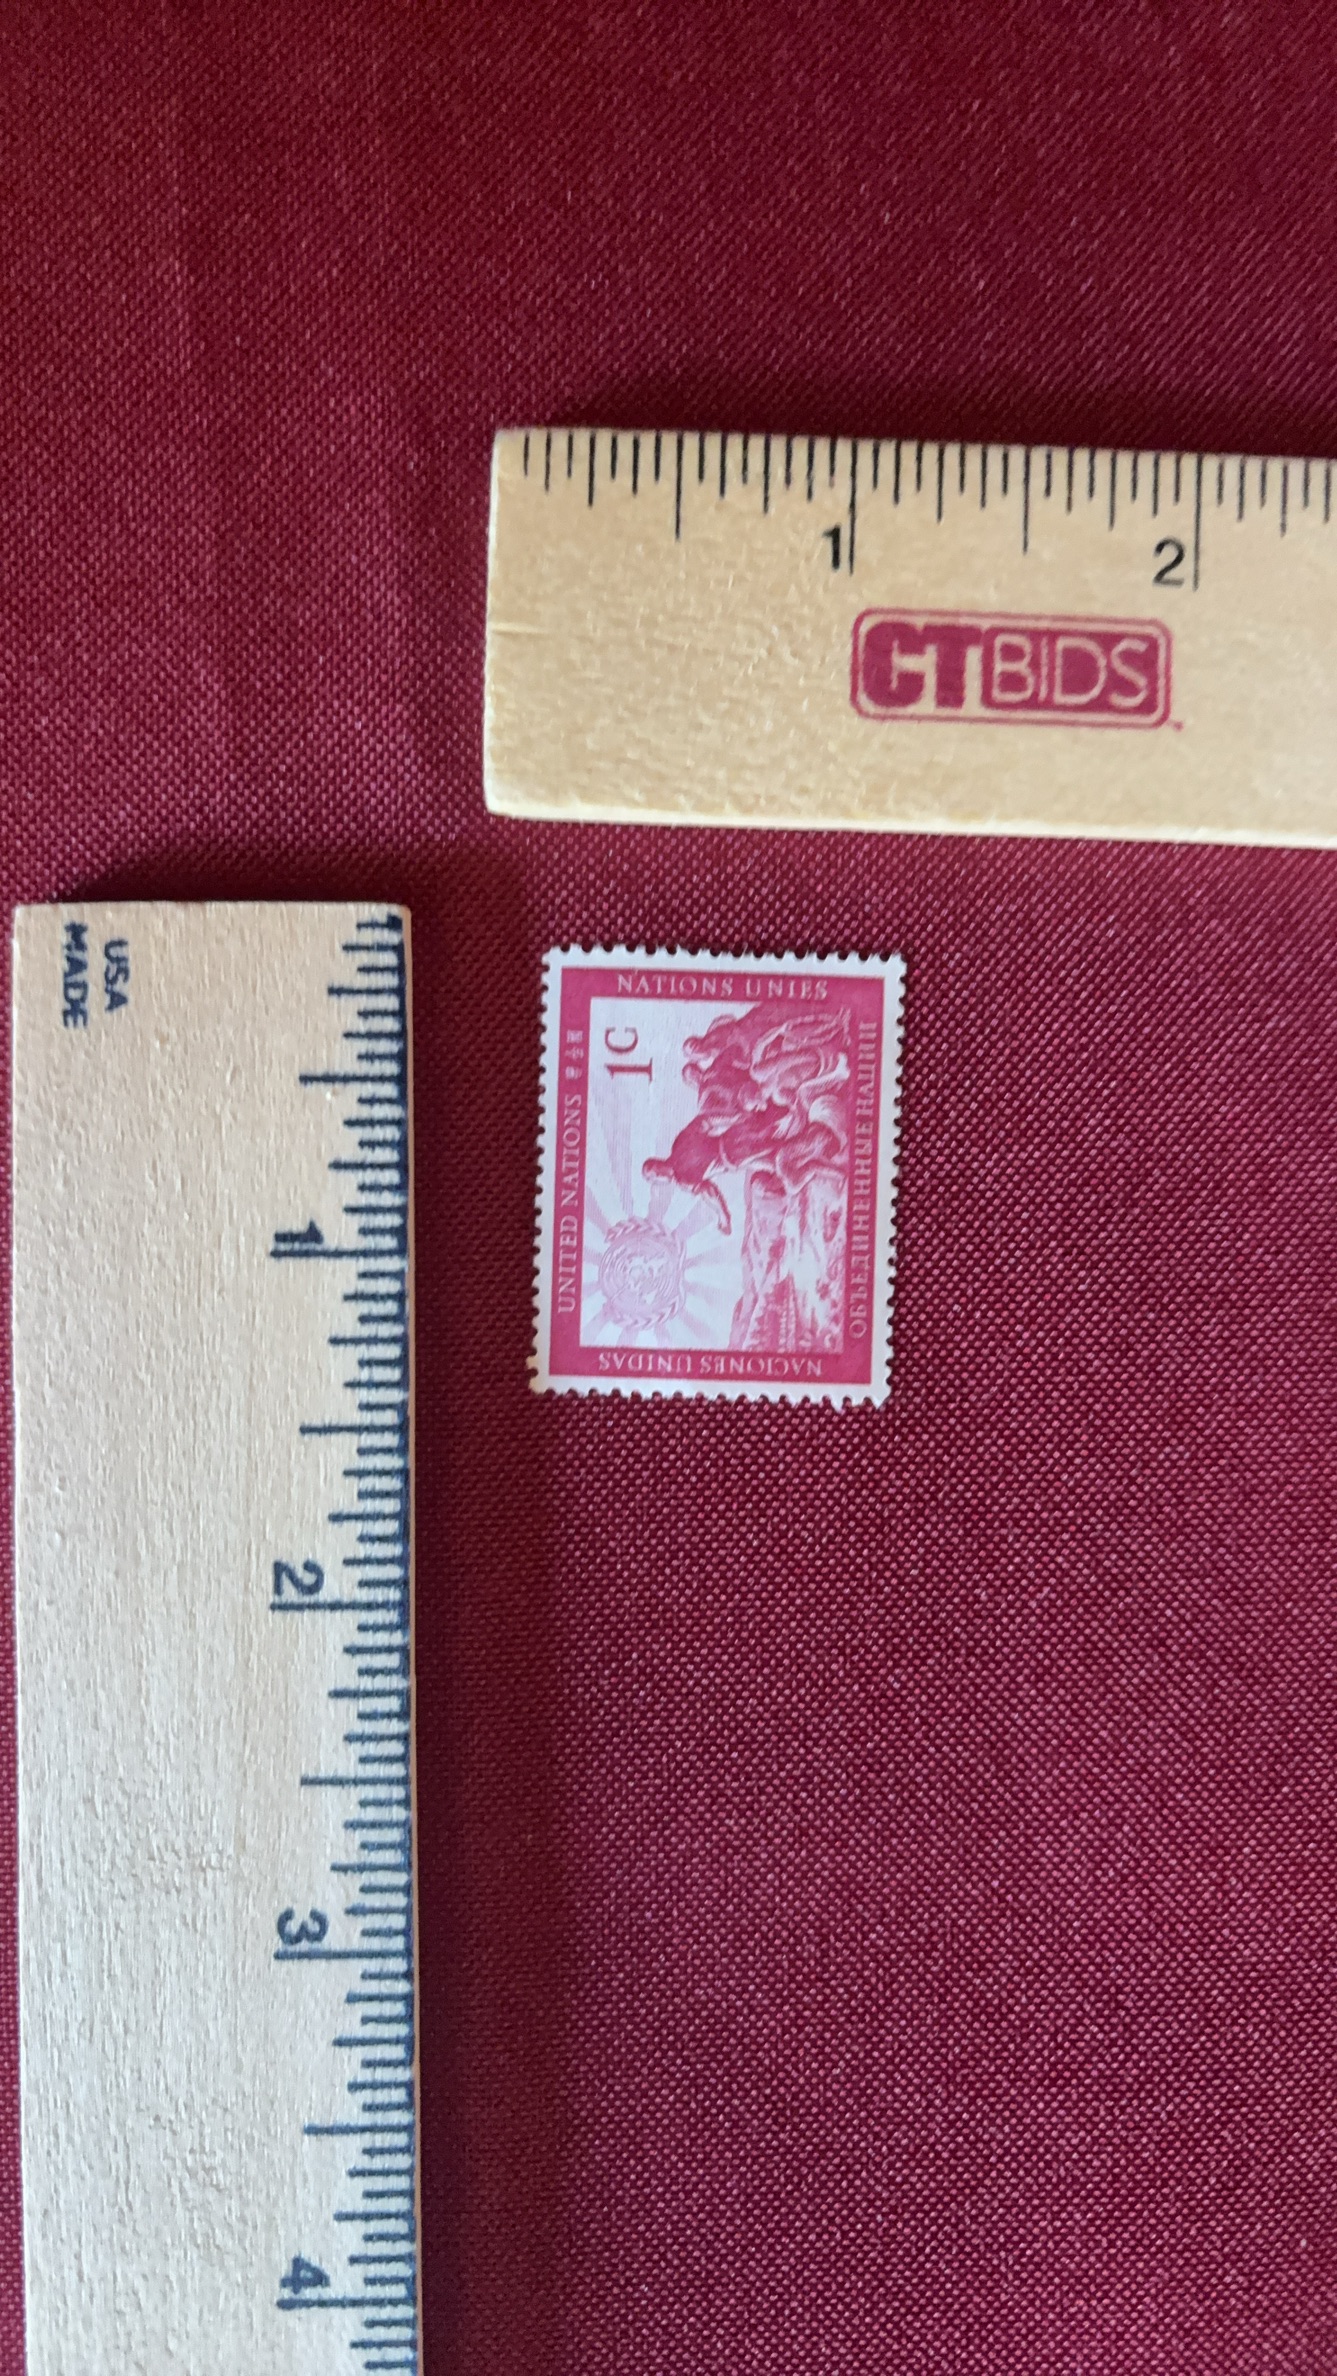 1
2
CTBIDS
MADE
USA
1
2
3
4
NATIONS UNIES
1c
UNITED NATIONS
ОБЪЕДИНЕННЫЕ НАЦИИ
NACIONES UNIDAS